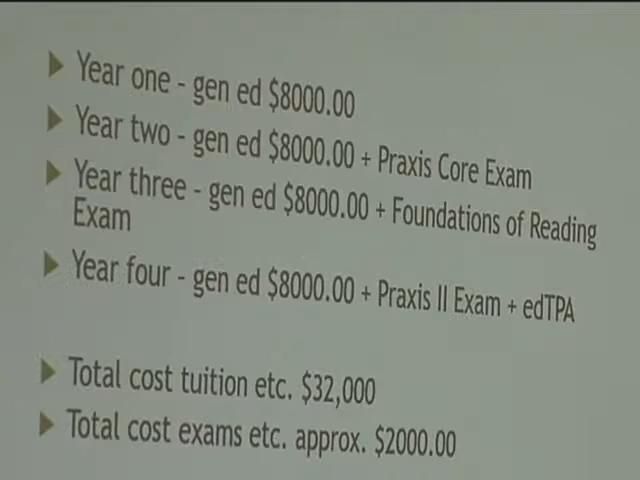 Year one - gen ed $8000.00
Year two - gen ed $8000.00 + Praxis Core Exam
Year three - gen ed $8000.00 + Foundations of Reading
Exam
Year four - gen ed $8000.00 + Praxis II Exam + edTPA
Total cost tuition etc. $32,000
Total cost exams etc. approx. $2000.00